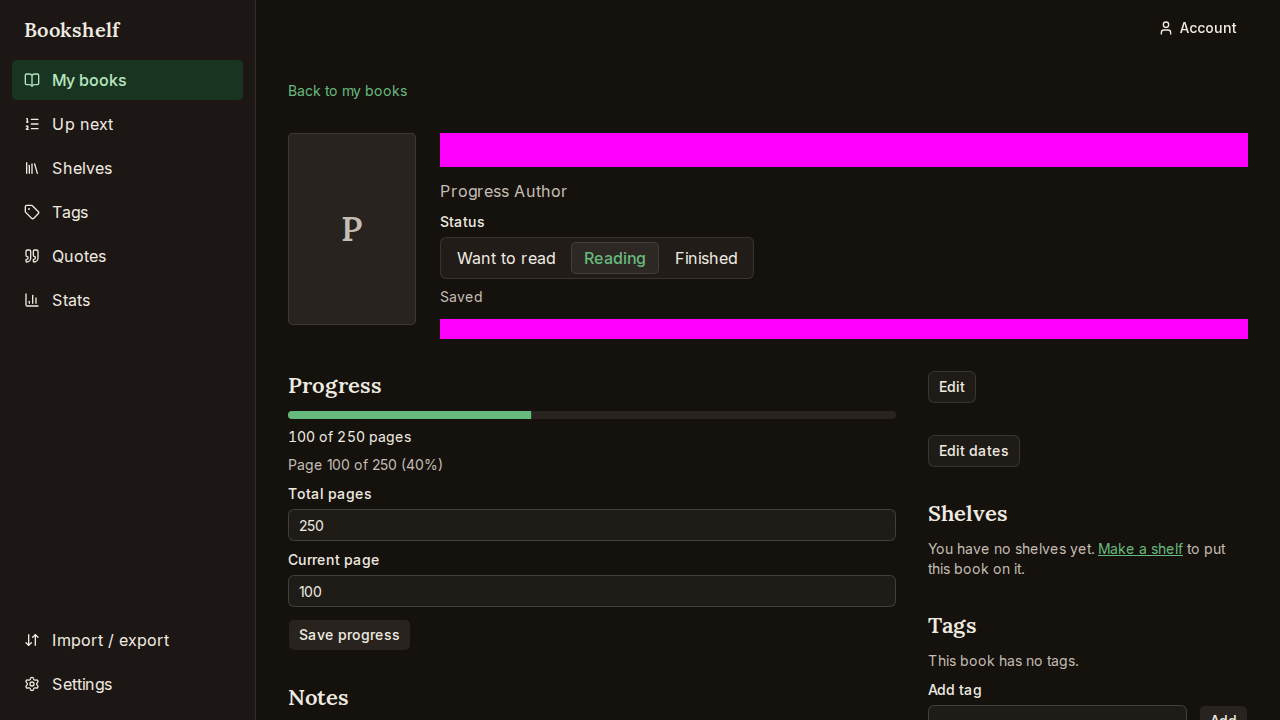 Bookshelf
My books
Up next
Shelves
Tags
Quotes
Stats
Import / export
Settings
Account
Back to my books
P
Progress Author
Status
Want to read
Reading
Finished
Saved
Progress
100 of 250 pages
Page 100 of 250 (40%)
Total pages
250
Current page
100
Save progress
Notes
Edit
Edit dates
Shelves
You have no shelves yet. Make a shelf to put
this book on it.
Tags
This book has no tags.
Add tag
Add